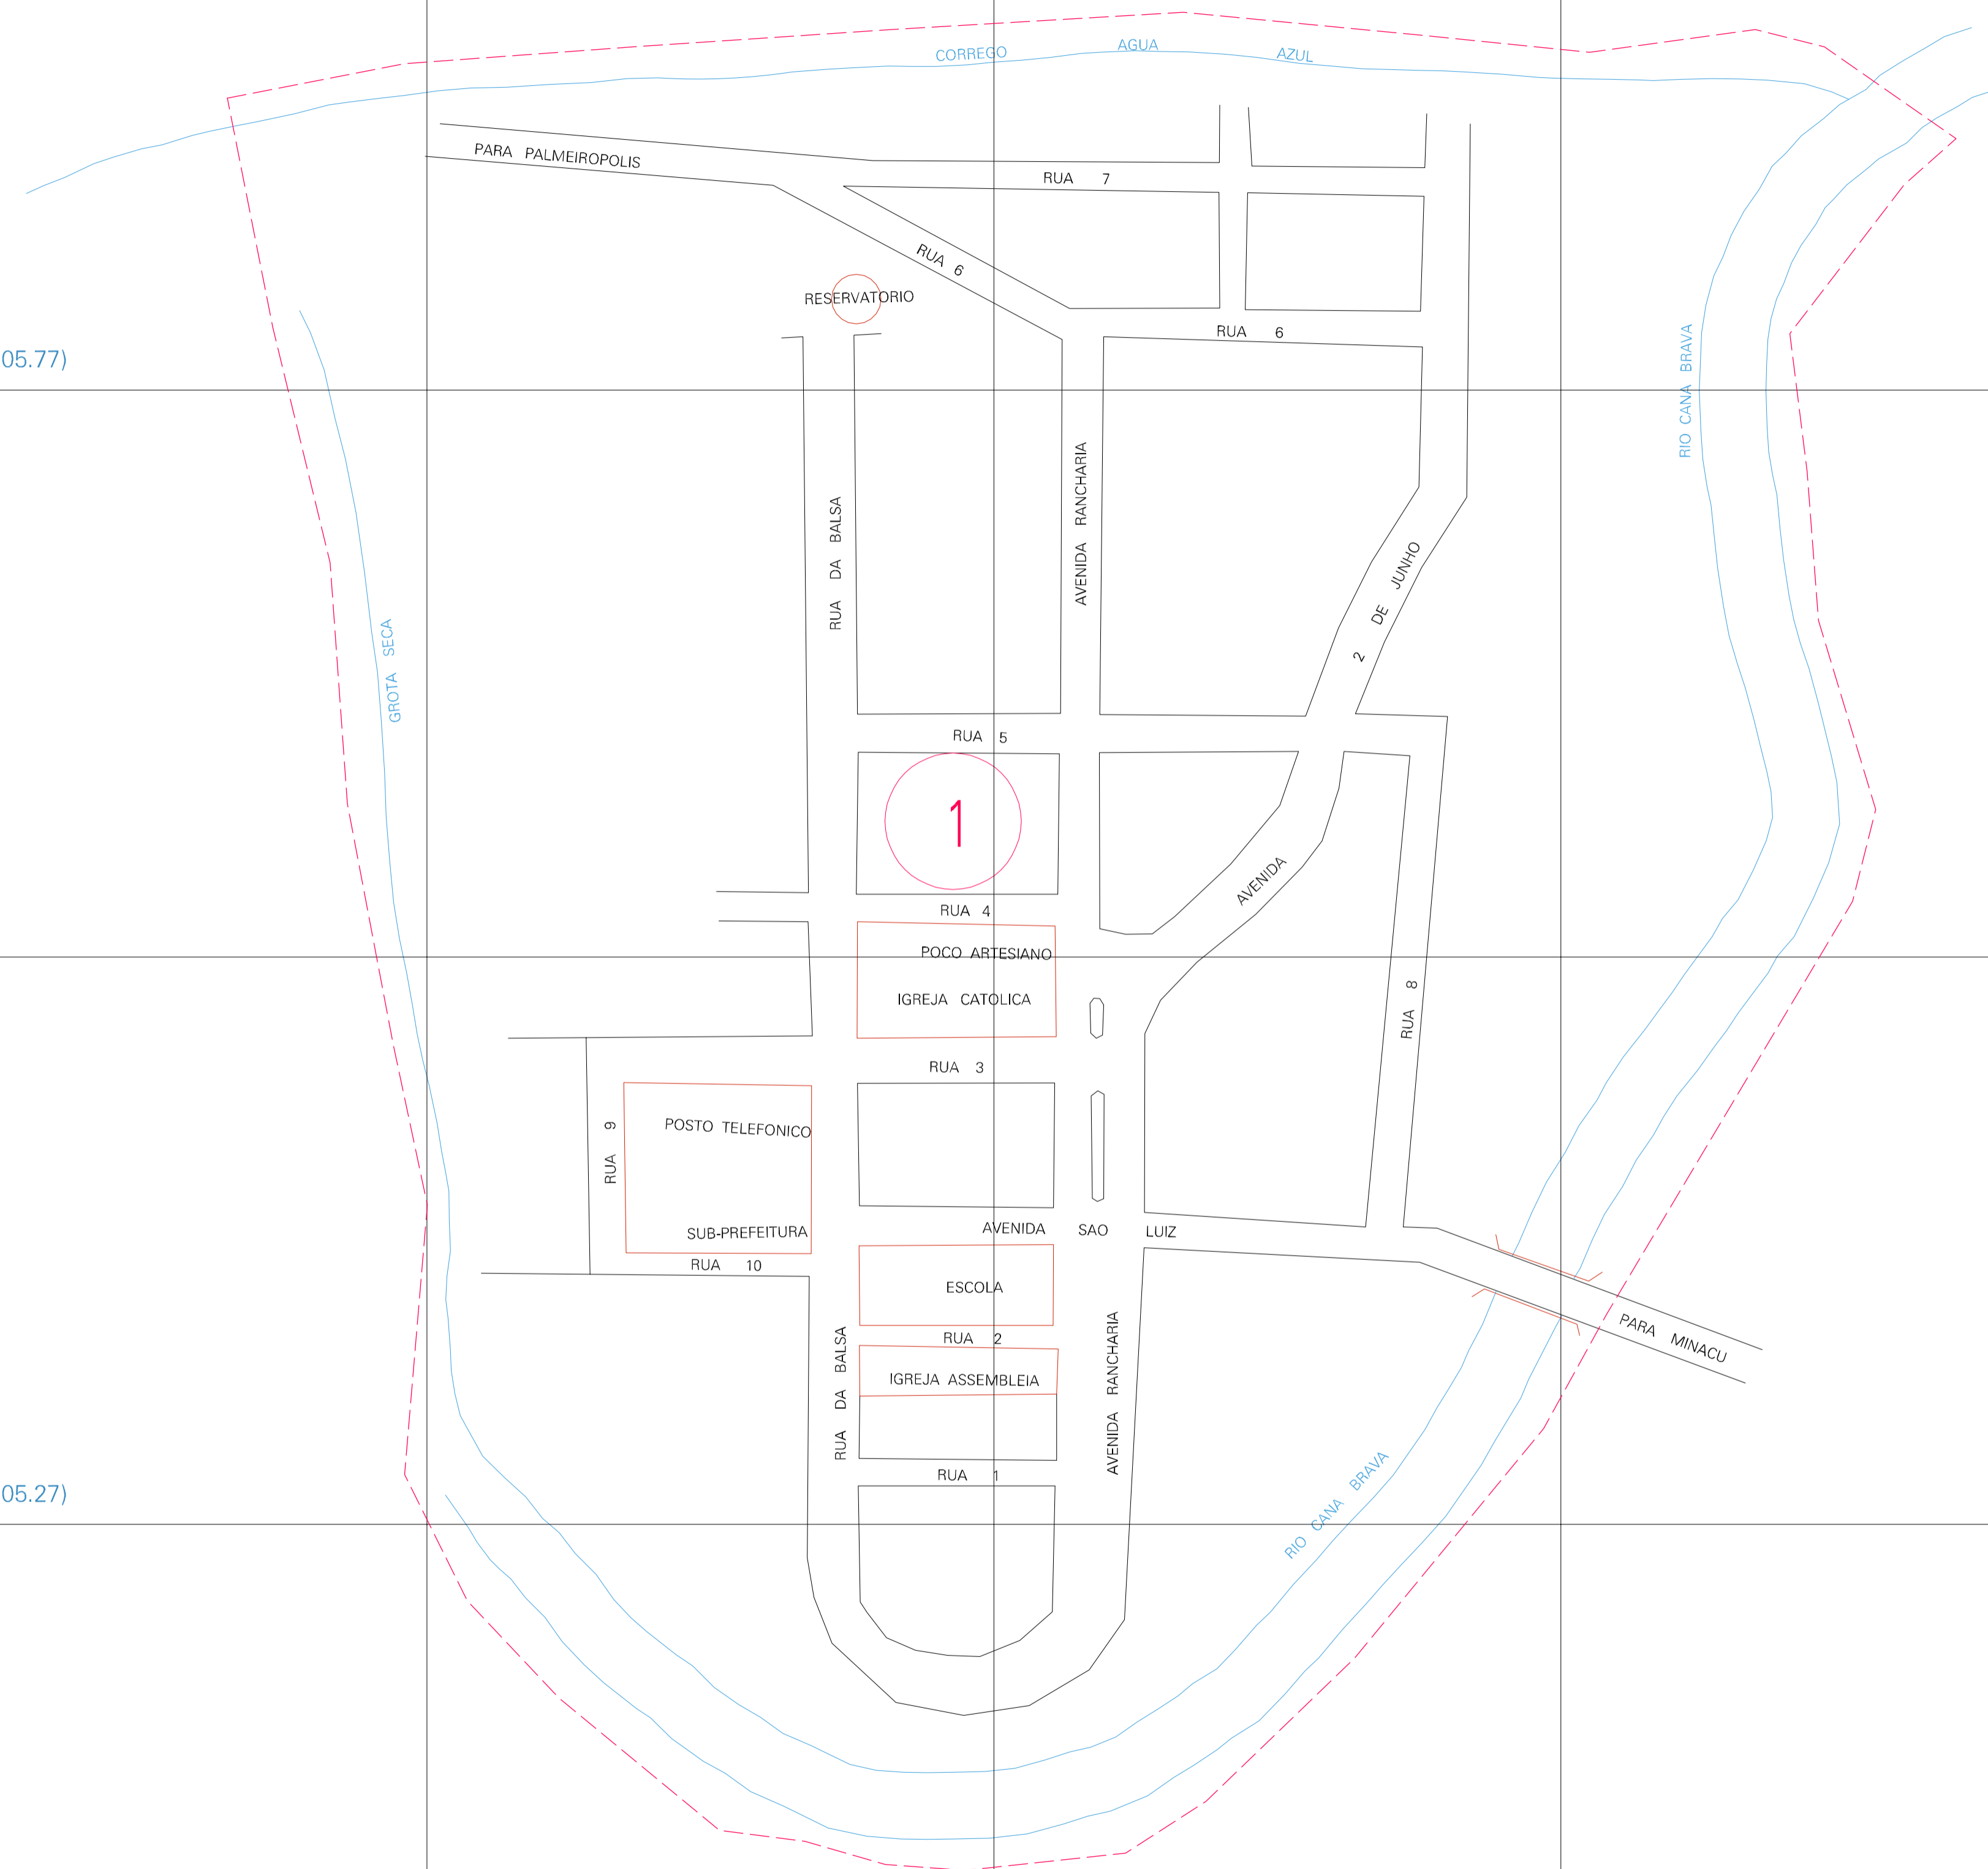 CORREGO AGUA AZUL
PARA PALMEIROPOLIS
RUA 7
RUA 6
RESERVATORIO
RUA 6
RIO CANA BRAVA
05.77)
AVENIDA RANCHARIA
RUA DA BALSA
2 DE JUNHO
GROTA SECA
RUA 5
1
AVENIDA
RUA 4
POCO ARTESIANO
IGREJA CATOLICA
RUA 8
RUA 3
POSTO TELEFONICO
RUA 9
SUB-PREFEITURA
AVENIDA SAO LUIZ
RUA 10
ESCOLA
PARA MINACU
RUA 2
RUA DA BALSA
IGREJA ASSEMBLEIA
AVENIDA RANCHARIA
RUA 1
05.27)
RIO CANA BRAVA